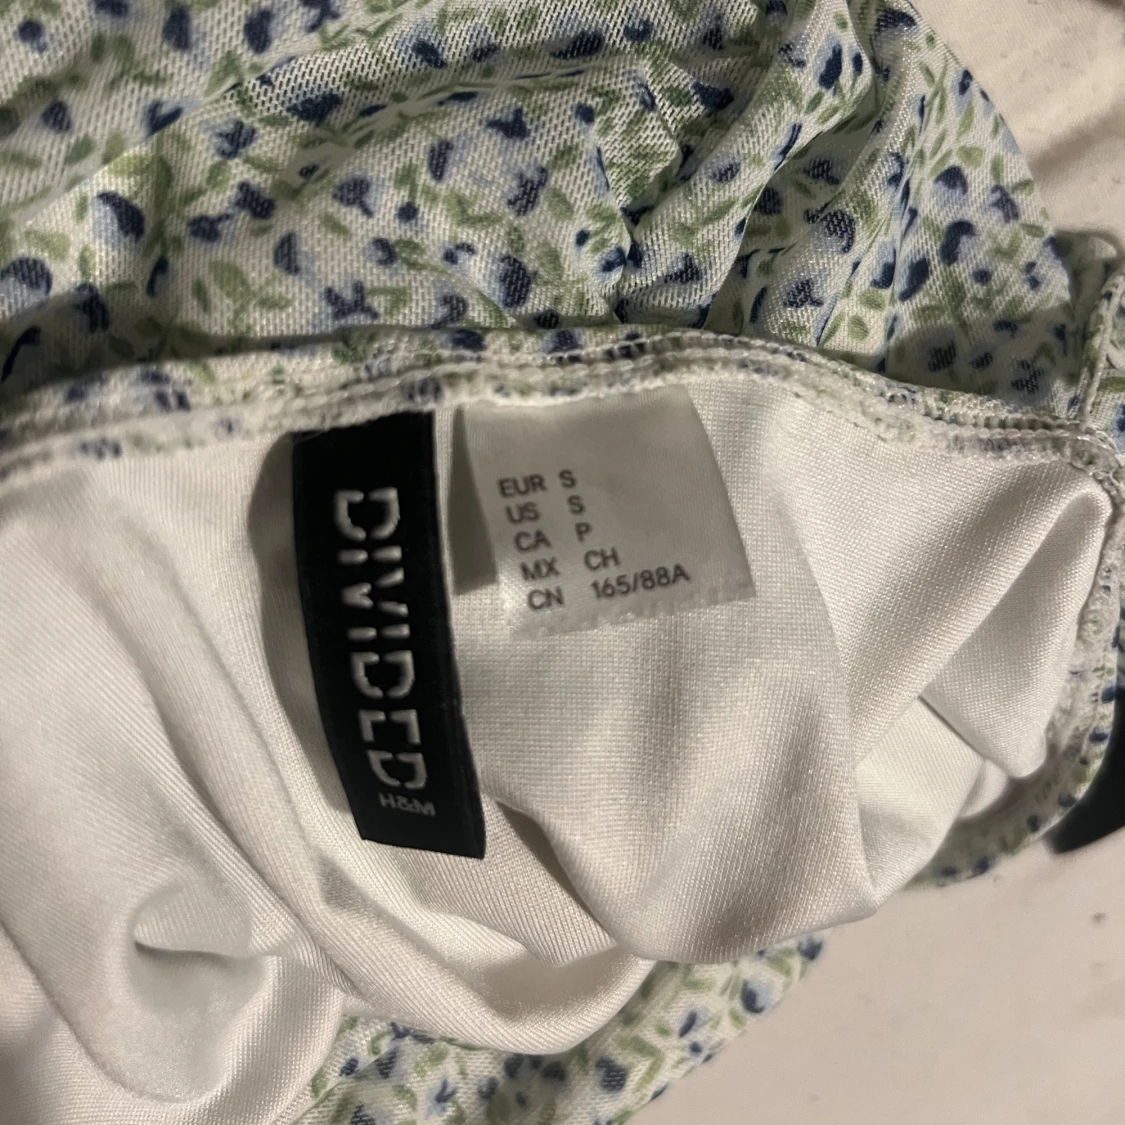 DIVIDED
H&M
EUR S
US S
CA P
MX CH
CN 165/88A